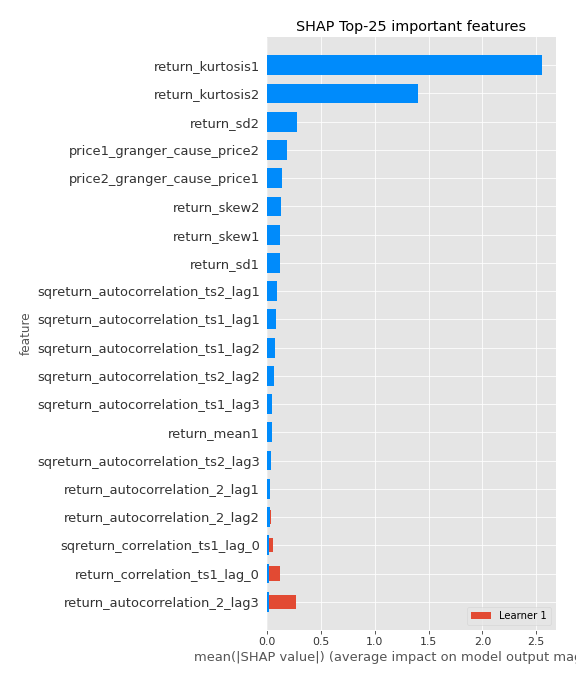 SHAP Top-25 important features
return_kurtosis1
return_kurtosis2
return_sd2
price1_granger_cause_price2
price2_granger_cause_price1
return_skew2
return_skew1
return_sd1
sqreturn_autocorrelation_ts2_lag1
sqreturn_autocorrelation_ts1_lag1
sqreturn_autocorrelation_ts1_lag2
sqreturn_autocorrelation_ts2_lag2
sqreturn_autocorrelation_ts1_lag3
return_mean1
sqreturn_autocorrelation_ts2_lag3
return_autocorrelation_2_lag1
return_autocorrelation_2_lag2
sqreturn_correlation_ts1_lag_0
return_correlation_ts1_lag_0
return_autocorrelation_2_lag3
feature
Learner 1
0.0 0.5 1.0 1.5 2.0 2.5
mean(|SHAP value|) (average impact on model output mag